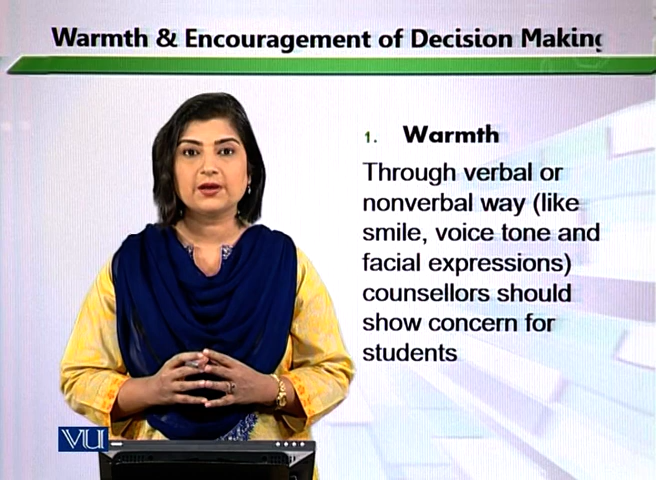 Warmth & Encouragement of Decision Making
1. Warmth
Through verbal or
nonverbal way (like
smile, voice tone and
facial expressions)
counsellors should
show concern for
students
VU